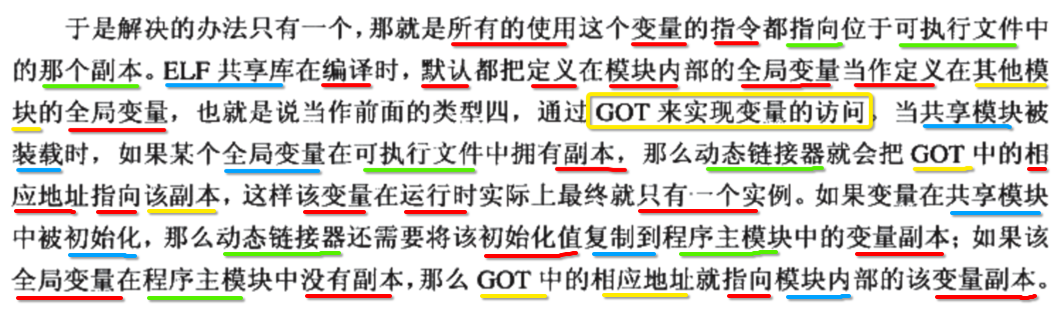 于是解决的办法只有一个，那就是所有的使用这个变量的指令都指向位于可执行文件中
的那个副本。ELF 共享库在编译时，默认都把定义在模块内部的全局变量当作定义在其他模
块的全局变量，也就是说当作前面的类型四，通过 GOT 来实现变量的访问。当共享模块被
装载时，如果某个全局变量在可执行文件中拥有副本，那么动态链接器就会把 GOT 中的相
应地址指向该副本，这样该变量在运行时实际上最终就只有一个实例。如果变量在共享模块
中被初始化，那么动态链接器还需要将该初始化值复制到程序主模块中的变量副本；如果该
全局变量在程序主模块中没有副本，那么 GOT 中的相应地址就指向模块内部的该变量副本。